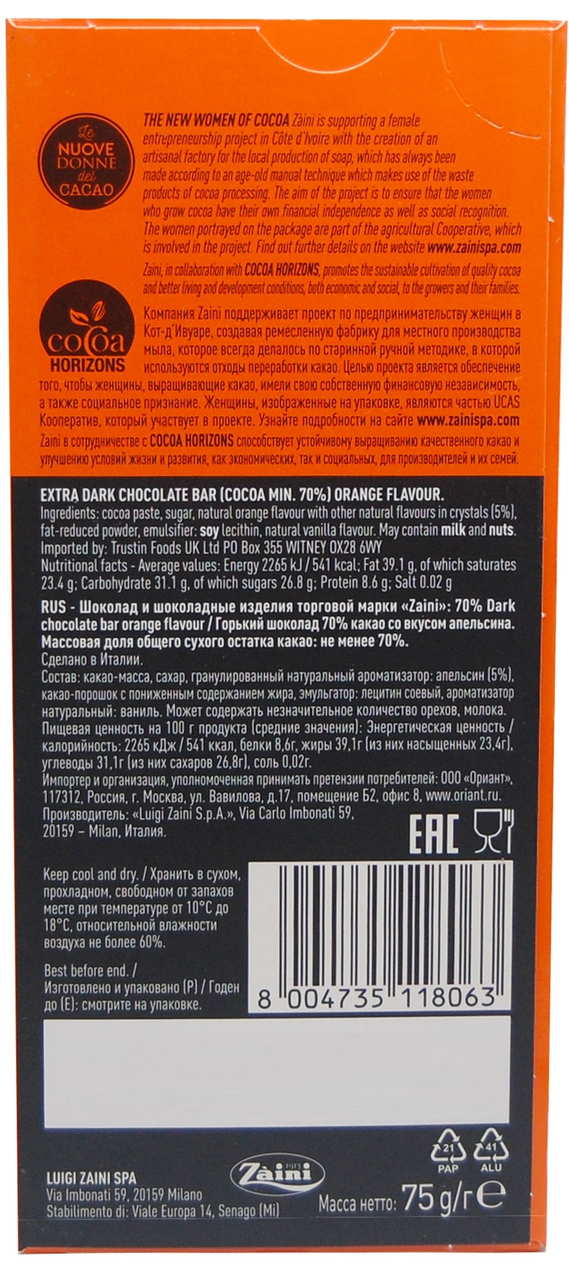 Le
NUOVE
DONNE
del
CACAO
THE NEW WOMEN OF COCOA Zàini is supporting a female
entrepreneurship project in Côte d'Ivoire with the creation of an
artisanal factory for the local production of soap, which has always been
made according to an age-old manual technique which makes use of the waste
products of cocoa processing. The aim of the project is to ensure that the women
who grow cocoa have their own financial independence as well as social recognition.
The women portrayed on the package are part of the agricultural Cooperative, which
is involved in the project. Find out further details on the website www.zainispa.com
Zaini, in collaboration with COCOA HORIZONS, promotes the sustainable cultivation of quality cocoa
and better living and development conditions, both economic and social, to the growers and their families.
cocoa
HORIZONS
Компания Zaini поддерживает проект по предпринимательству женщин в
Кот-д'Ивуаре, создавая ремесленную фабрику для местного производства
мыла, которое всегда делалось по старинной ручной методике, в которой
используются отходы переработки какао. Целью проекта является обеспечение
того, чтобы женщины, выращивающие какао, имели свою собственную финансовую независимость,
а также социальное признание. Женщины, изображенные на упаковке, являются частью UCAS
Кооператив, который участвует в проекте. Узнайте подробности на сайте www.zainispa.com
Zaini в сотрудничестве с COCOA HORIZONS способствует устойчивому выращиванию качественного какао и
улучшению условий жизни и развития, как экономических, так и социальных, для производителей и их семей.
EXTRA DARK CHOCOLATE BAR (COCOA MIN. 70%) ORANGE FLAVOUR.
Ingredients: cocoa paste, sugar, natural orange flavour with other natural flavours in crystals (5%),
fat-reduced powder, emulsifier: soy lecithin, natural vanilla flavour. May contain milk and nuts.
Imported by: Trustin Foods UK Ltd PO Box 355 WITNEY OX28 6WY
Nutritional facts - Average values: Energy 2265 kJ / 541 kcal; Fat 39.1 g, of which saturates
23.4 g; Carbohydrate 31.1 g, of which sugars 26.8 g; Protein 8.6 g; Salt 0.02 g
RUS - Шоколад и шоколадные изделия торговой марки «Zaini»: 70% Dark
chocolate bar orange flavour / Горький шоколад 70% какао со вкусом апельсина.
Массовая доля общего сухого остатка какао: не менее 70%.
Сделано в Италии.
Состав: какао-масса, сахар, гранулированный натуральный ароматизатор: апельсин (5%),
какао-порошок с пониженным содержанием жира, эмульгатор: лецитин соевый, ароматизатор
натуральный: ваниль. Может содержать незначительное количество орехов, молока.
Пищевая ценность на 100 г продукта (средние значения): Энергетическая ценность /
калорийность: 2265 кДж / 541 ккал, белки 8,6г, жиры 39,1г (из них насыщенных 23,4г),
углеводы 31,1г (из них сахаров 26,8г), соль 0,02г.
Импортер и организация, уполномоченная принимать претензии потребителей: ООО «Ориант»,
117312, Россия, г. Москва, ул. Вавилова, д.17, помещение Б2, офис 8, www.oriant.ru.
Производитель: «Luigi Zaini S.p.A.», Via Carlo Imbonati 59,
20159 – Milan, Италия.
EAC
Keep cool and dry. / Хранить в сухом,
прохладном, свободном от запахов
месте при температуре от 10°C до
18°C, относительной влажности
воздуха не более 60%.
Best before end. /
Изготовлено и упаковано (P) / Годен
до (E): смотрите на упаковке.
8 004735 118063
21
PAP
41
ALU
LUIGI ZAINI SPA
Via Imbonati 59, 20159 Milano
Stabilimento di: Viale Europa 14, Senago (Mi)
1913
Zàini
Масса нетто: 75 g/г e